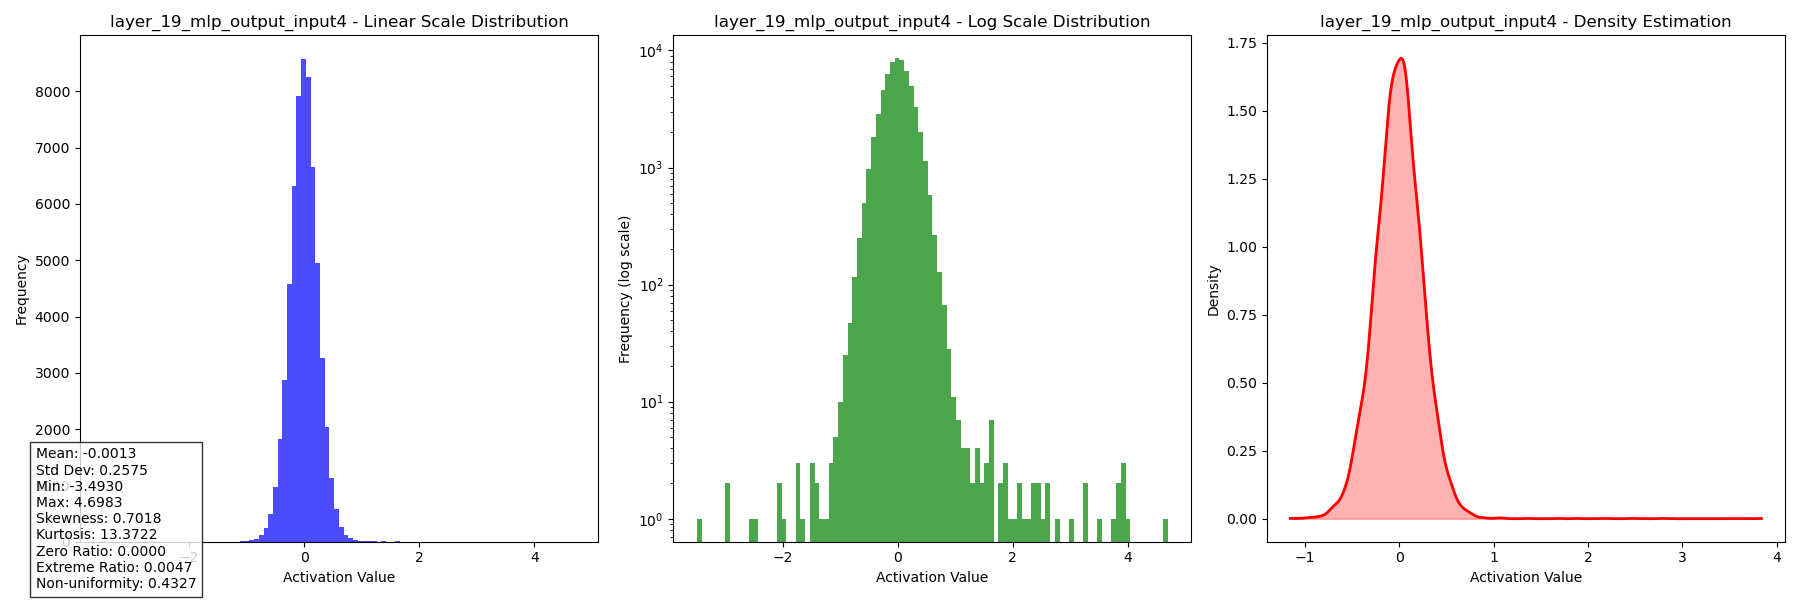 layer_19_mlp_output_input4 - Linear Scale Distribution
Frequency
8000
7000
6000
5000
4000
3000
2000
Mean: -0.0013
Std Dev: 0.2575
Min: -3.4930
Max: 4.6983
Skewness: 0.7018
Kurtosis: 13.3722
Zero Ratio: 0.0000
Extreme Ratio: 0.0047
Non-uniformity: 0.4327
−2 0 2 4
Activation Value
layer_19_mlp_output_input4 - Log Scale Distribution
Frequency (log scale)
10⁴
10³
10²
10¹
10⁰
−2 0 2 4
Activation Value
layer_19_mlp_output_input4 - Density Estimation
Density
1.75
1.50
1.25
1.00
0.75
0.50
0.25
0.00
−1 0 1 2 3 4
Activation Value